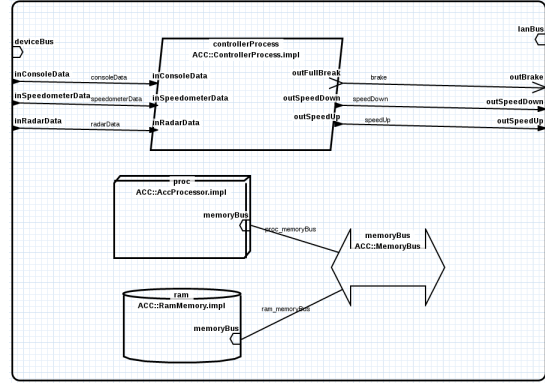 deviceBus
lanBus
controllerProcess
ACC::ControllerProcess.impl
inConsoleData
consoleData
inConsoleData
outFullBreak
brake
outBrake
inSpeedometerData
speedometerData
inSpeedometerData
outSpeedDown
speedDown
outSpeedDown
inRadarData
radarData
inRadarData
outSpeedUp
speedUp
outSpeedUp
proc
ACC::AccProcessor.impl
memoryBus
proc_memoryBus
memoryBus
ACC::MemoryBus
ram
ACC::RamMemory.impl
ram_memoryBus
memoryBus